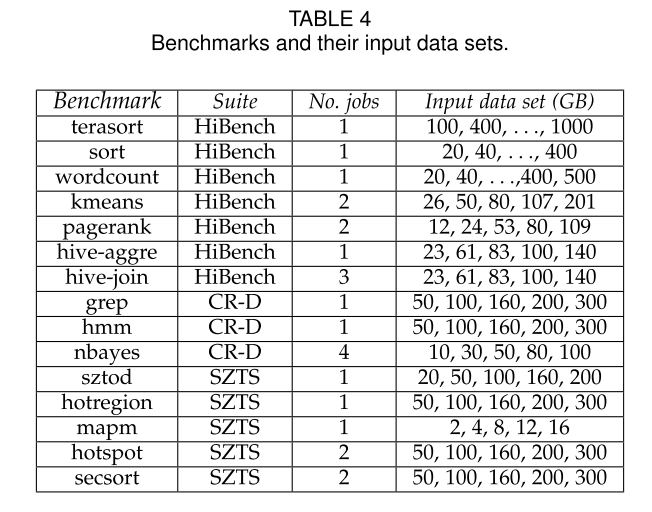 TABLE 4
Benchmarks and their input data sets.
Benchmark Suite No. jobs Input data set (GB)
terasort HiBench 1 100, 400, . . ., 1000
sort HiBench 1 20, 40, . . ., 400
wordcount HiBench 1 20, 40, . . .,400, 500
kmeans HiBench 2 26, 50, 80, 107, 201
pagerank HiBench 2 12, 24, 53, 80, 109
hive-aggre HiBench 1 23, 61, 83, 100, 140
hive-join HiBench 3 23, 61, 83, 100, 140
grep CR-D 1 50, 100, 160, 200, 300
hmm CR-D 1 50, 100, 160, 200, 300
nbayes CR-D 4 10, 30, 50, 80, 100
sztod SZTS 1 20, 50, 100, 160, 200
hotregion SZTS 1 50, 100, 160, 200, 300
mapm SZTS 1 2, 4, 8, 12, 16
hotspot SZTS 2 50, 100, 160, 200, 300
secsort SZTS 2 50, 100, 160, 200, 300